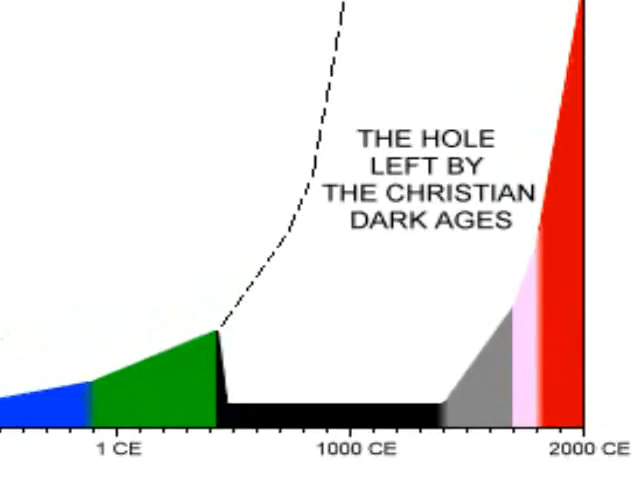 THE HOLE
LEFT BY
THE CHRISTIAN
DARK AGES
1 CE
1000 CE
2000 CE